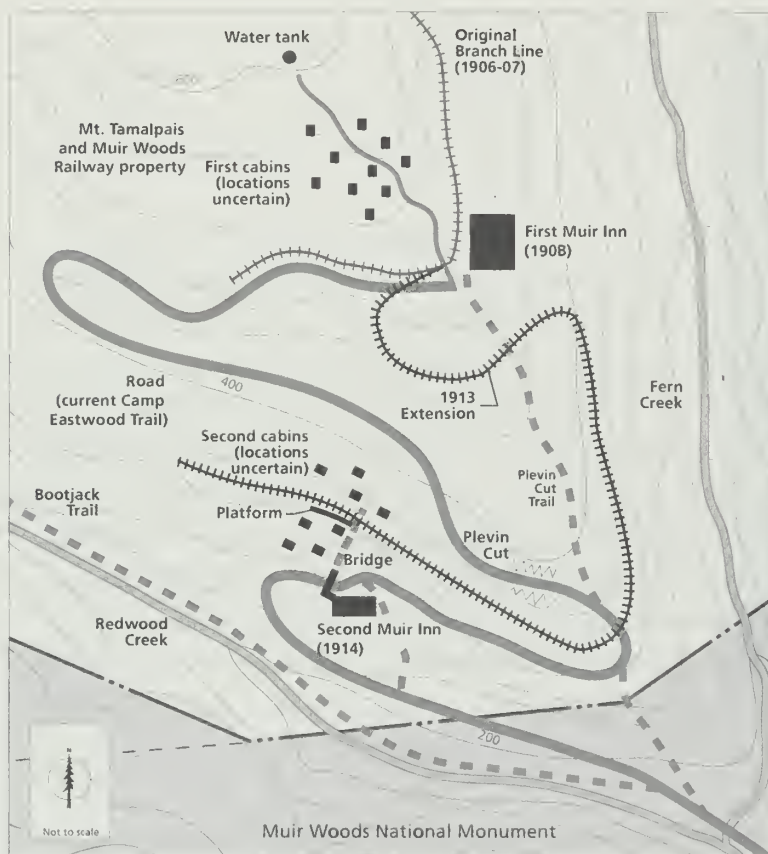 Water tank
Original
Branch Line
(1906-07)
600
Mt. Tamalpais
and Muir Woods
Railway property
First cabins
(locations
uncertain)
First Muir Inn
(1908)
Road
(current Camp
Eastwood Trail)
400
1913
Extension
Fern
Creek
Second cabins
(locations
uncertain)
Plevin
Cut
Trail
Bootjack
Trail
Platform
Plevin
Cut
Bridge
Redwood
Creek
Second Muir Inn
(1914)
200
N
Not to scale
Muir Woods National Monument